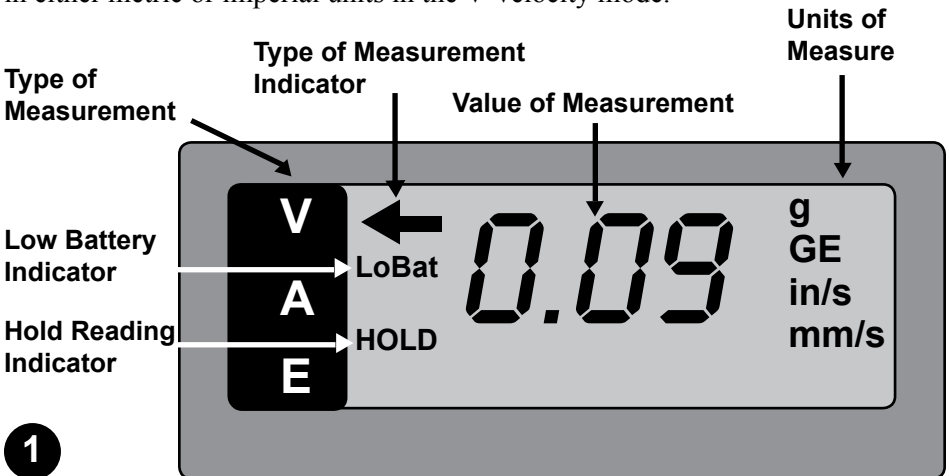 in either metric or imperial units in the V velocity mode.
Units of
Measure
Type of Measurement
Indicator
Type of
Measurement
Value of Measurement
V
A
E
LoBat
HOLD
0.09
g
GE
in/s
mm/s
Low Battery
Indicator
Hold Reading
Indicator
1